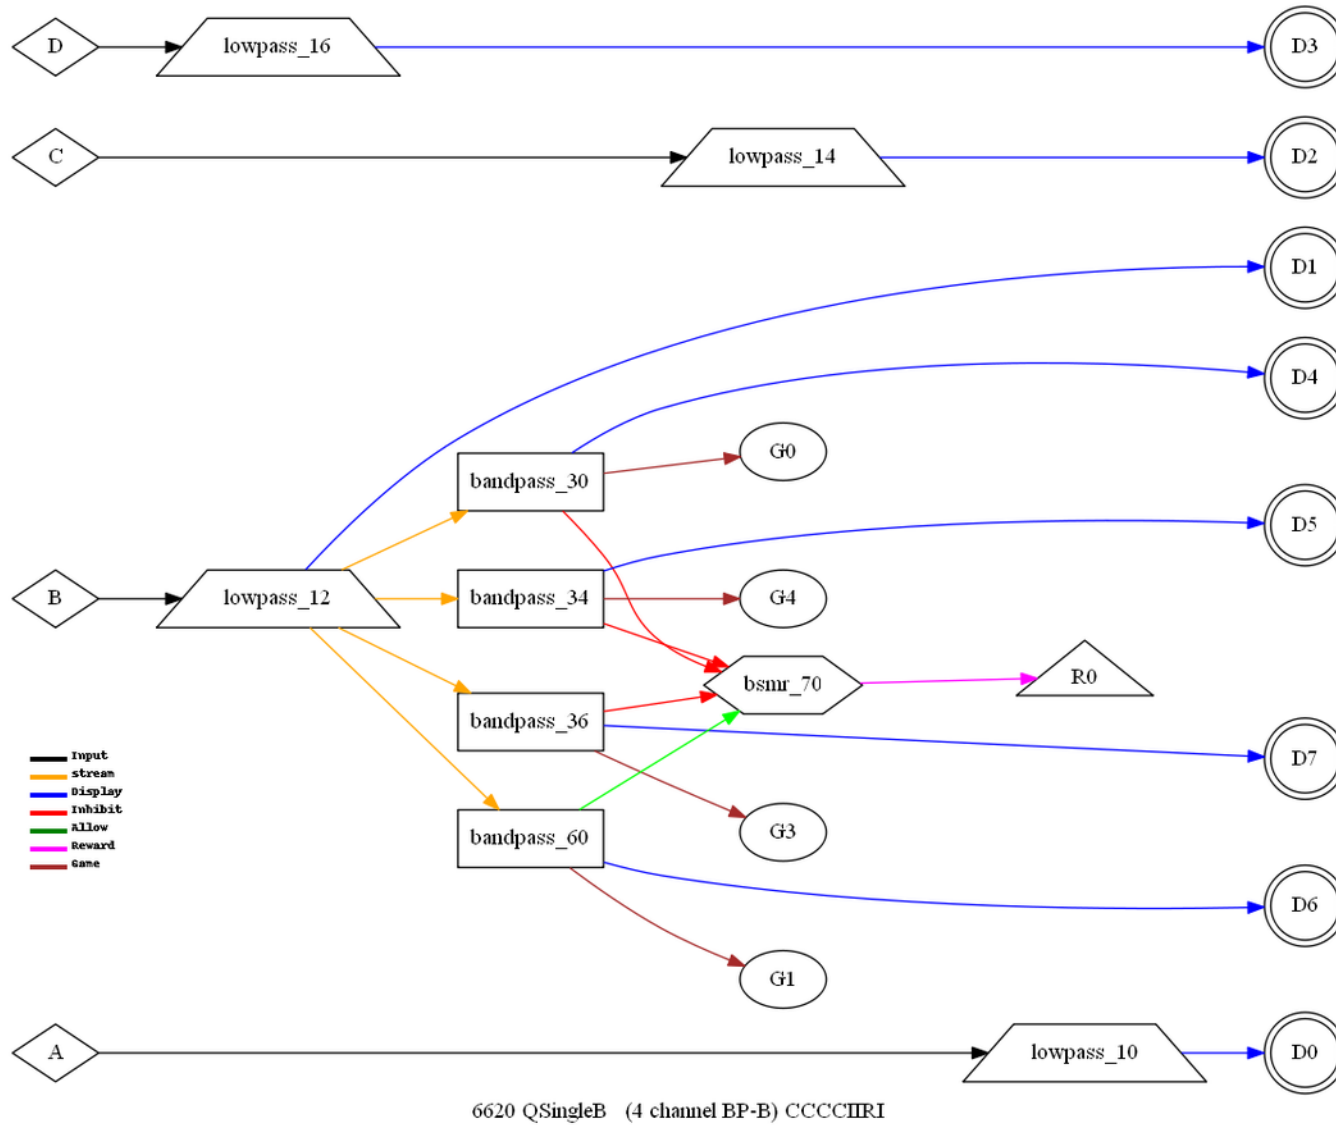 D
lowpass_16
D3
C
lowpass_14
D2
D1
D4
G0
bandpass_30
D5
B
lowpass_12
bandpass_34
G4
bsmr_70
R0
bandpass_36
D7
Input
stream
Display
Inhibit
Allow
Reward
Game
bandpass_60
G3
D6
G1
A
lowpass_10
D0
6620 QSingleB (4 channel BP-B) CCCCIIRI